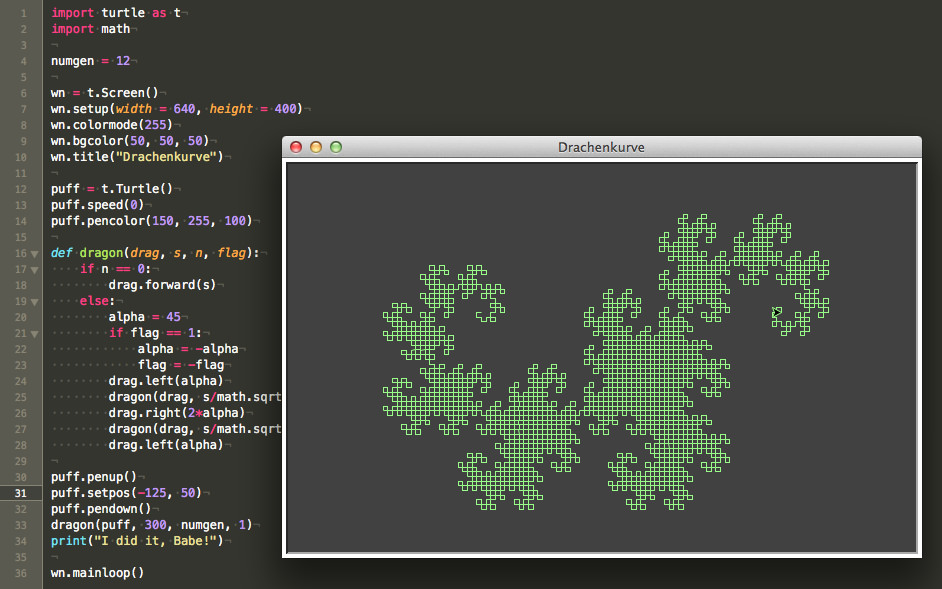 1 import turtle as t
2 import math
3
4 numgen = 12
5
6 wn = t.Screen()
7 wn.setup(width = 640, height = 400)
8 wn.colormode(255)
9 wn.bgcolor(50, 50, 50)
10 wn.title("Drachenkurve")
11
12 puff = t.Turtle()
13 puff.speed(0)
14 puff.pencolor(150, 255, 100)
15
16 def dragon(drag, s, n, flag):
17 if n == 0:
18 drag.forward(s)
19 else:
20 alpha = 45
21 if flag == 1:
22 alpha = -alpha
23 flag = -flag
24 drag.left(alpha)
25 dragon(drag, s/math.sqrt
26 drag.right(2*alpha)
27 dragon(drag, s/math.sqrt
28 drag.left(alpha)
29
30 puff.penup()
31 puff.setpos(-125, 50)
32 puff.pendown()
33 dragon(puff, 300, numgen, 1)
34 print("I did it, Babe!")
35
36 wn.mainloop()
Drachenkurve